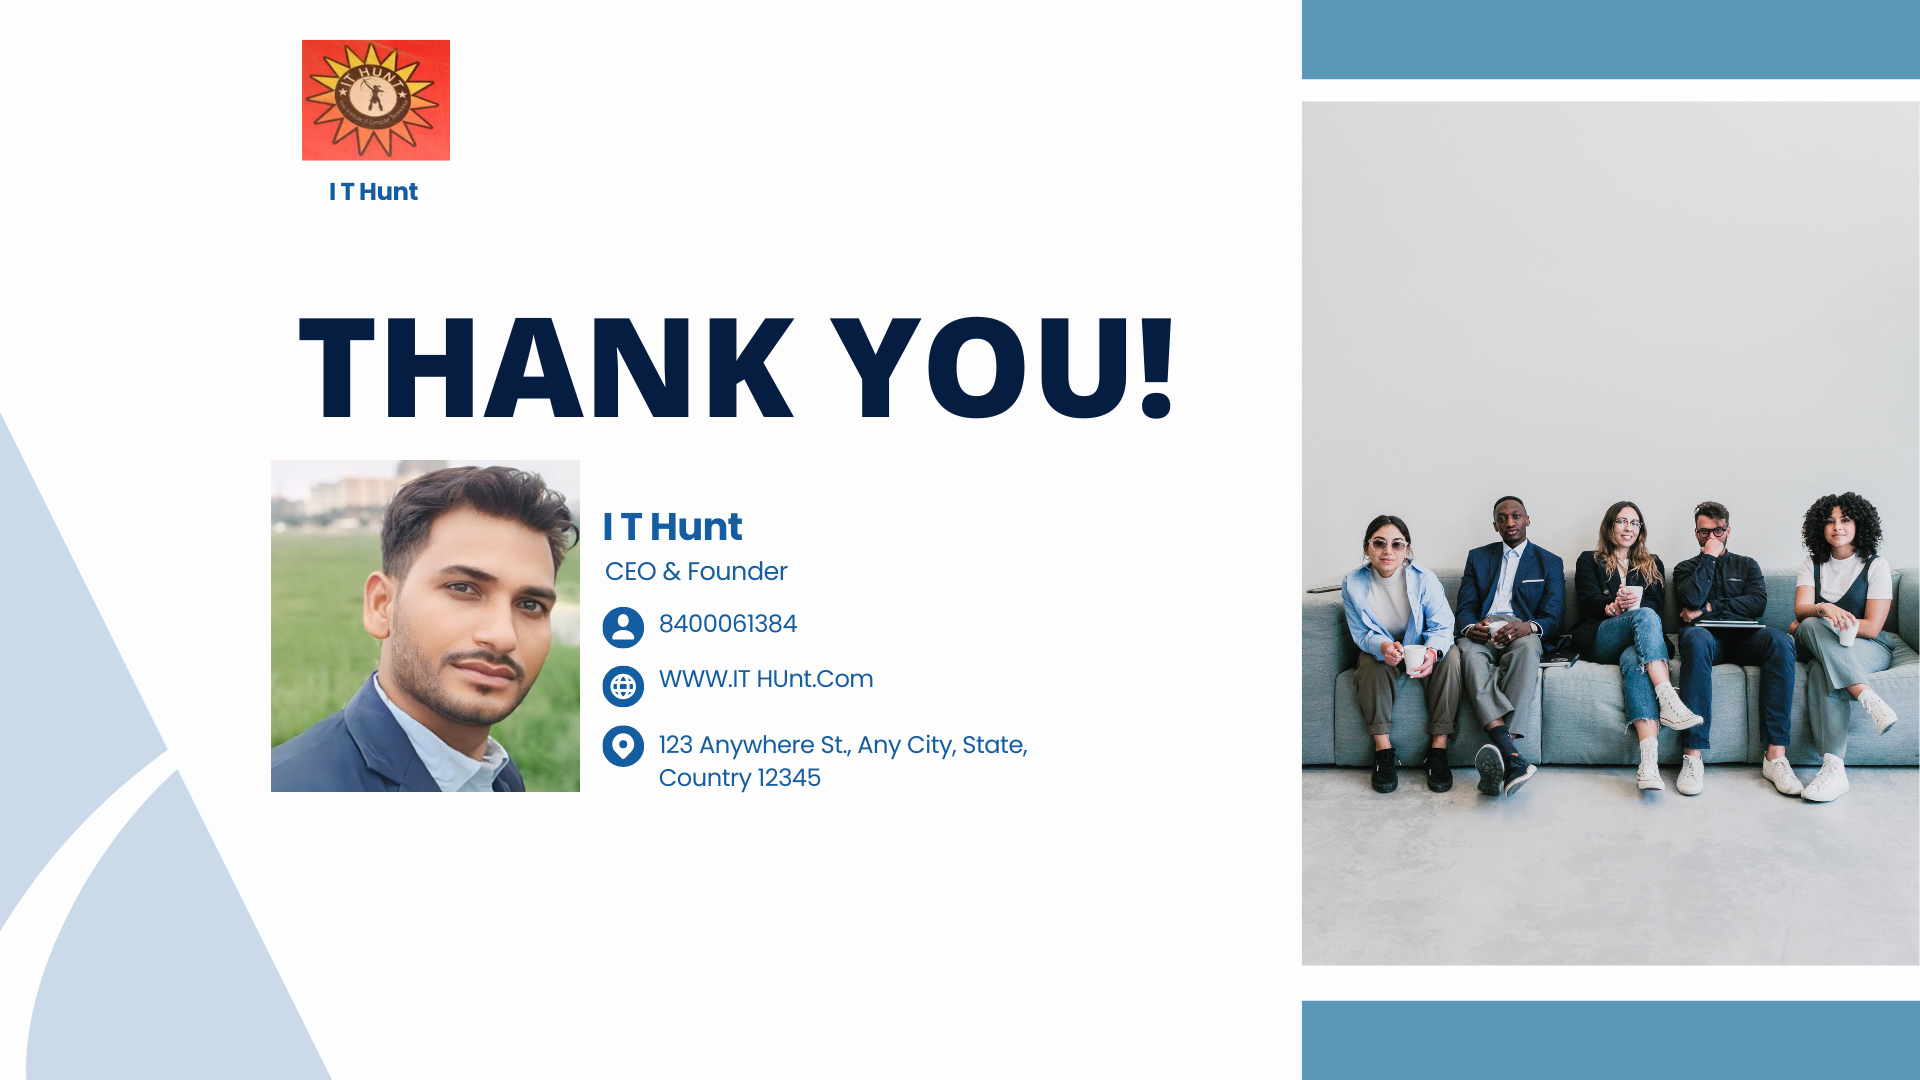 IT HUNT
I T Hunt
THANK YOU!
I T Hunt
CEO & Founder
8400061384
WWW.IT HUnt.Com
123 Anywhere St., Any City, State,
Country 12345